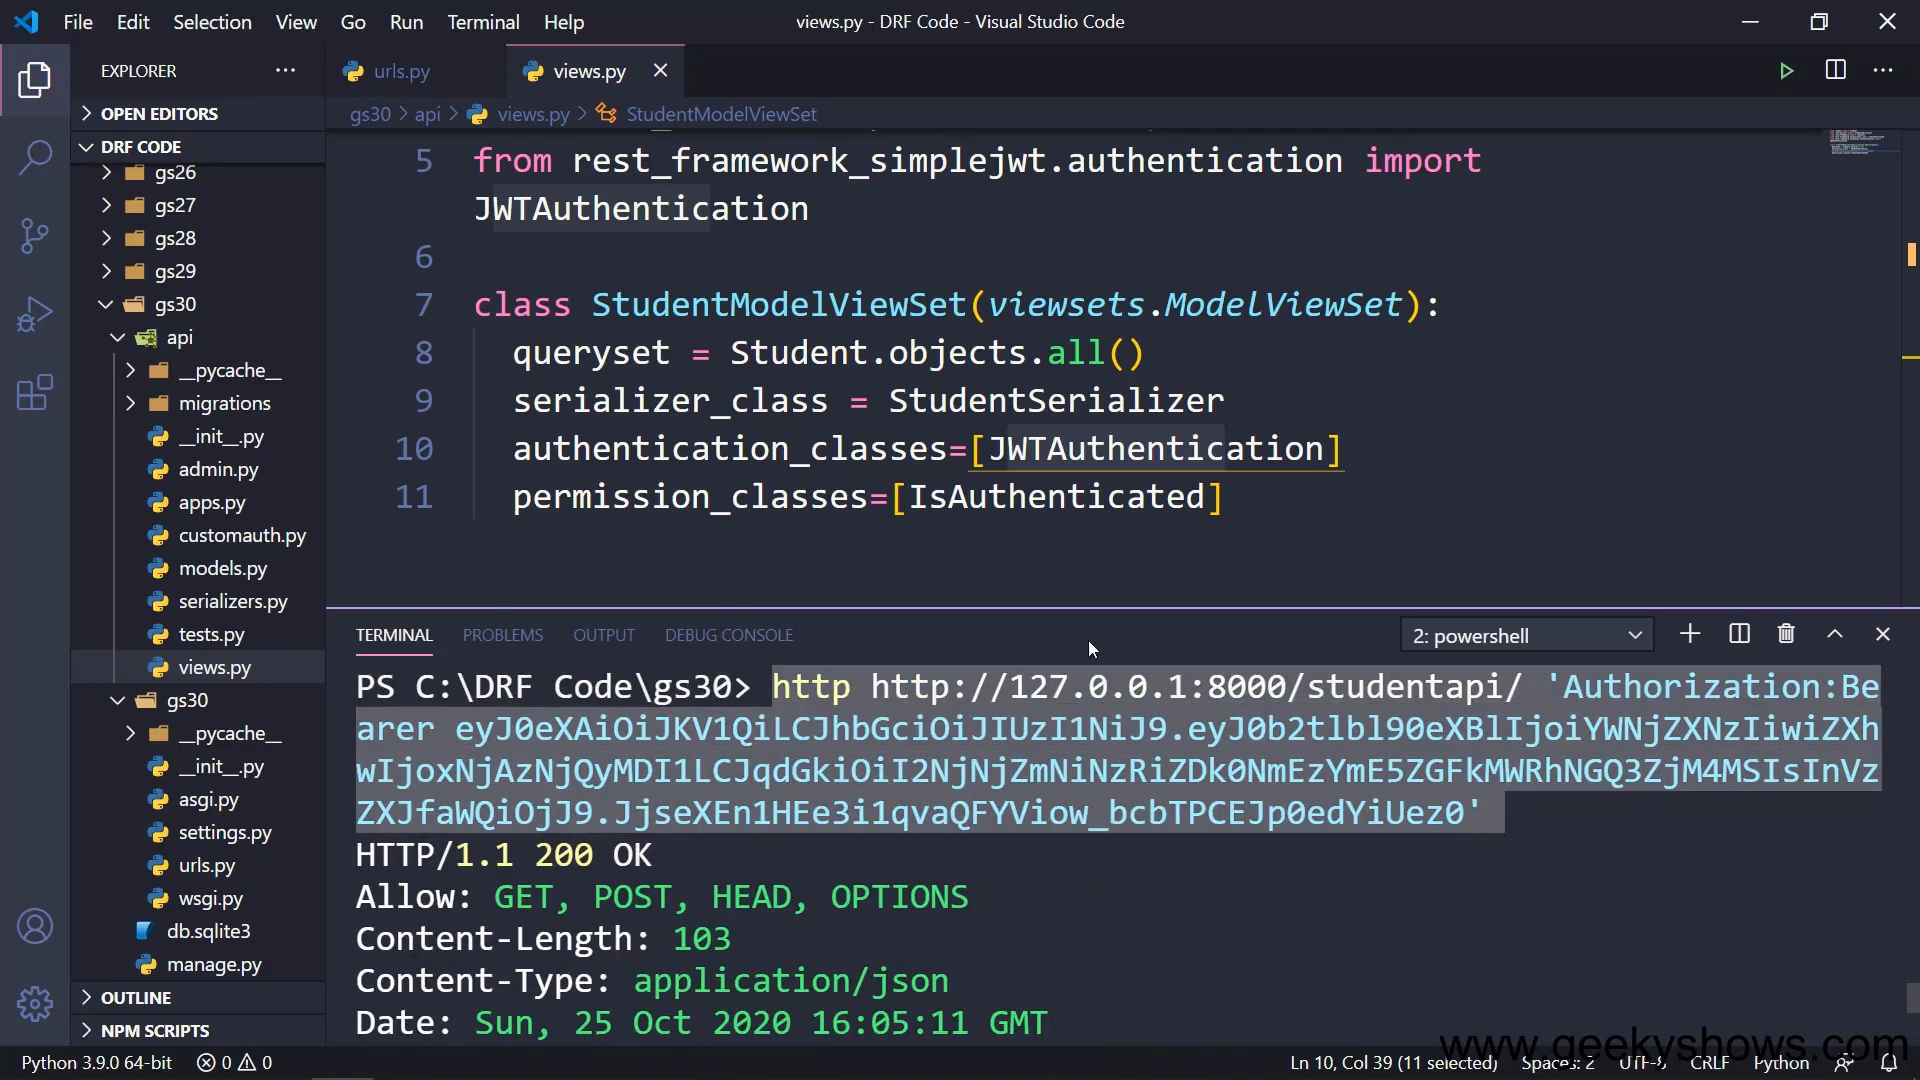 File Edit Selection View Go Run Terminal Help
views.py - DRF Code - Visual Studio Code
EXPLORER
urls.py
views.py
OPEN EDITORS
gs30 > api > views.py > StudentModelViewSet
DRF CODE
gs26
gs27
gs28
gs29
gs30
api
__pycache__
migrations
__init__.py
admin.py
apps.py
customauth.py
models.py
serializers.py
tests.py
views.py
gs30
__pycache__
__init__.py
asgi.py
settings.py
urls.py
wsgi.py
db.sqlite3
manage.py
OUTLINE
NPM SCRIPTS
5 from rest_framework_simplejwt.authentication import
JWTAuthentication
6
7 class StudentModelViewSet(viewsets.ModelViewSet):
8 queryset = Student.objects.all()
9 serializer_class = StudentSerializer
10 authentication_classes=[JWTAuthentication]
11 permission_classes=[IsAuthenticated]
TERMINAL PROBLEMS OUTPUT DEBUG CONSOLE
2: powershell
PS C:\DRF Code\gs30> http http://127.0.0.1:8000/studentapi/ 'Authorization:Be
arer eyJ0eXAiOiJKV1QiLCJhbGciOiJIUzI1NiJ9.eyJ0b2tlbl90eXBlIjoiYWNjZXNzIiwiZXh
wIjoxNjAzNjQyMDI1LCJqdGkiOiI2NjNjZmNiNzRiZDk0NmEzYmE5ZGFkMWRhNGQ3ZjM4MSIsInVz
ZXJfaWQiOjJ9.JjseXEn1HEe3i1qvaQFYViow_bcbTPCEJp0edYiUez0'
HTTP/1.1 200 OK
Allow: GET, POST, HEAD, OPTIONS
Content-Length: 103
Content-Type: application/json
Date: Sun, 25 Oct 2020 16:05:11 GMT
www.geekyshows.com
Python 3.9.0 64-bit 0 0
Ln 10, Col 39 (11 selected) Spaces: 2 UTF-8 CRLF Python